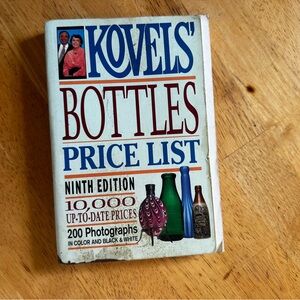 KOVELS'
BOTTLES
PRICE LIST
NINTH EDITION
10,000
UP-TO-DATE PRICES
200 Photographs
IN COLOR AND BLACK & WHITE